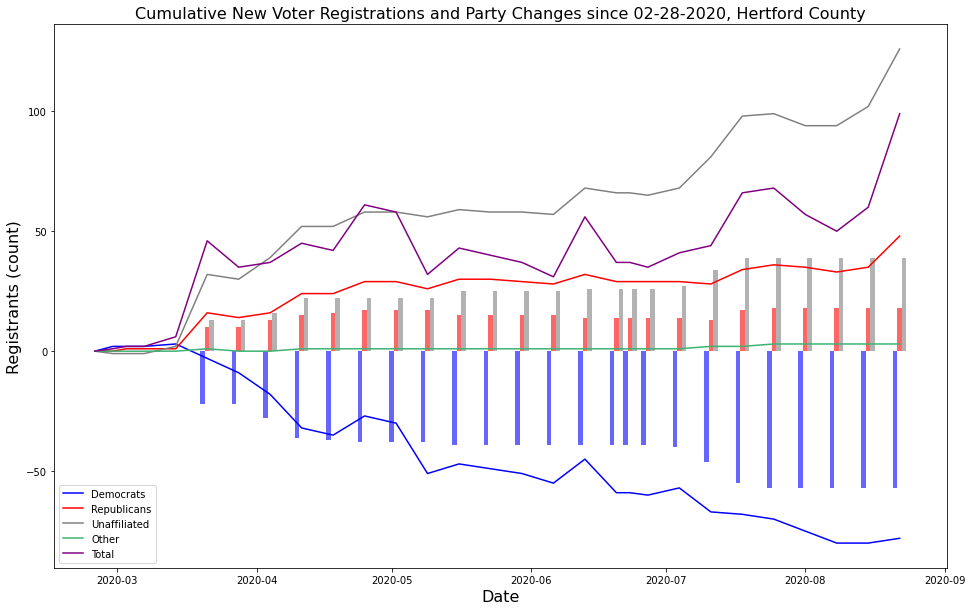 Cumulative New Voter Registrations and Party Changes since 02-28-2020, Hertford County
Registrants (count)
100
50
0
−50
Democrats
Republicans
Unaffiliated
Other
Total
2020-03 2020-04 2020-05 2020-06 2020-07 2020-08 2020-09
Date